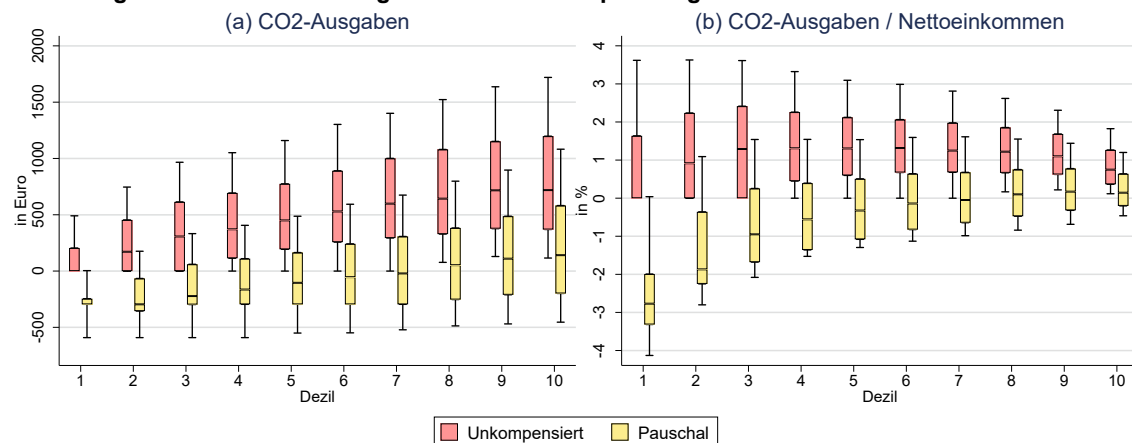 (a) CO2-Ausgaben
(b) CO2-Ausgaben / Nettoeinkommen
in Euro
2000
1500
1000
500
0
-500
1 2 3 4 5 6 7 8 9 10
Dezil
in %
4
3
2
1
0
-1
-2
-3
-4
1 2 3 4 5 6 7 8 9 10
Dezil
Unkompensiert Pauschal